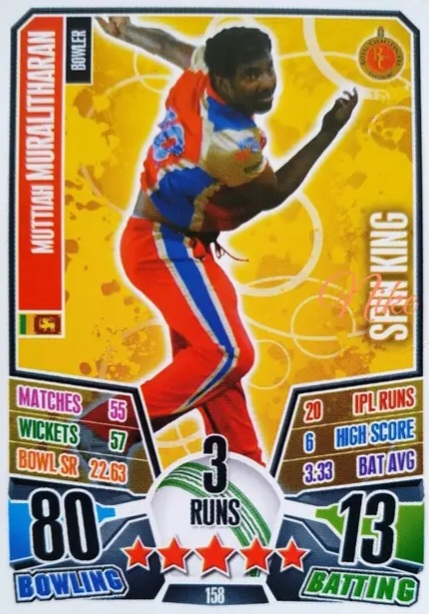 MUTTIAH MURALITHARAN
BOWLER
SPIN KING
MATCHES 55
WICKETS 57
BOWL SR 22.63
20 IPL RUNS
6 HIGH SCORE
3.33 BAT AVG
3
RUNS
80
BOWLING
13
BATTING
158